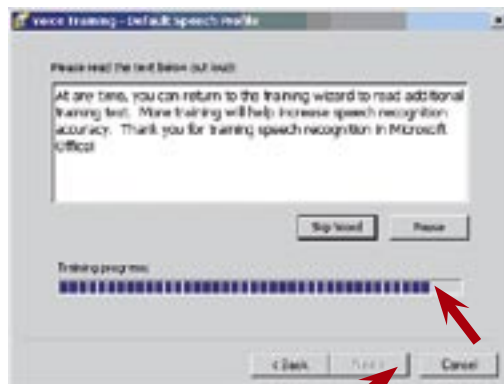 Voice Training - Default Speech Profile
Please read the text below out loud:
At any time, you can return to the training wizard to read additional
training text. More training will help increase speech recognition
accuracy. Thank you for training speech recognition in Microsoft
Office!
Skip Word Pause
Training progress:
< Back Next > Cancel